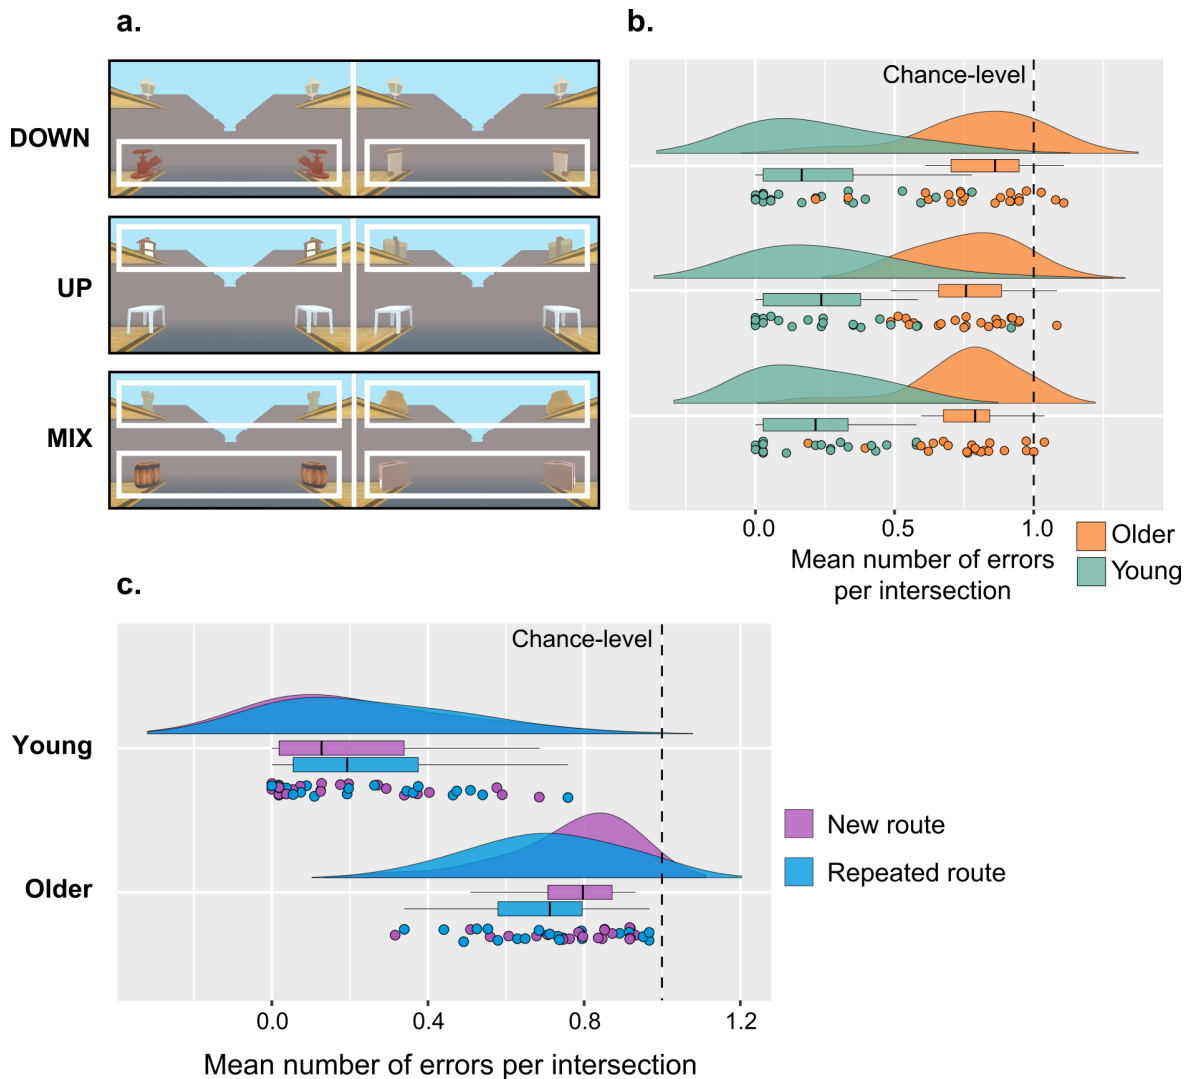 a.
DOWN
UP
MIX
b.
Chance-level
0.0 0.5 1.0
Mean number of errors
per intersection
Older
Young
c.
Chance-level
Young
Older
0.0 0.4 0.8 1.2
Mean number of errors per intersection
New route
Repeated route